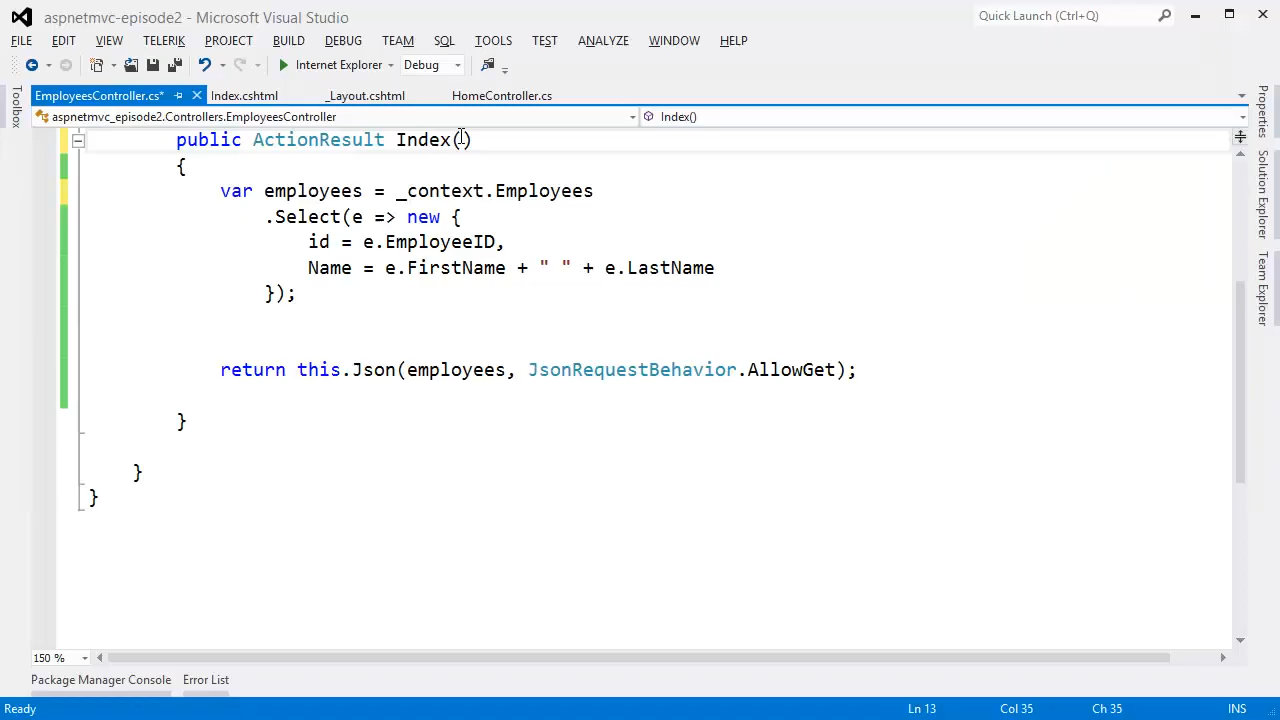 aspnetmvc-episode2 - Microsoft Visual Studio
Quick Launch (Ctrl+Q)
FILE EDIT VIEW TELERIK PROJECT BUILD DEBUG TEAM SQL TOOLS TEST ANALYZE WINDOW HELP
Internet Explorer Debug
EmployeesController.cs* Index.cshtml _Layout.cshtml HomeController.cs
aspnetmvc_episode2.Controllers.EmployeesController Index()
Toolbox
Properties
Solution Explorer
Team Explorer
public ActionResult Index()
{
var employees = _context.Employees
.Select(e => new {
id = e.EmployeeID,
Name = e.FirstName + " " + e.LastName
});
return this.Json(employees, JsonRequestBehavior.AllowGet);
}
}
}
150 %
Package Manager Console Error List
Ready Ln 13 Col 35 Ch 35 INS